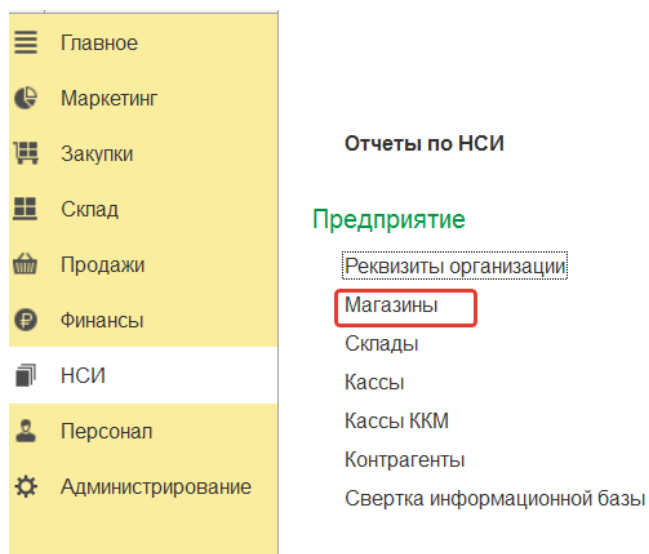 Главное
Маркетинг
Закупки
Склад
Продажи
Финансы
НСИ
Персонал
Администрирование
Отчеты по НСИ
Предприятие
Реквизиты организации
Магазины
Склады
Кассы
Кассы ККМ
Контрагенты
Свертка информационной базы